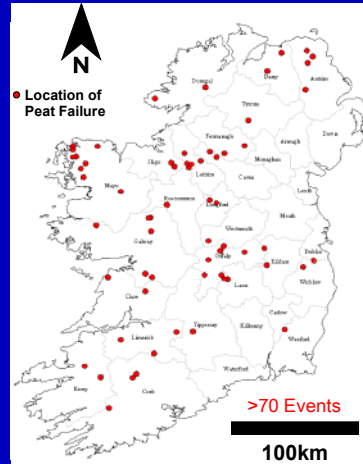 N
Location of
Peat Failure
Donegal
Derry
Antrim
Tyrone
Fermanagh
Armagh
Down
Sligo
Leitrim
Monaghan
Cavan
Mayo
Louth
Roscommon
Longford
Meath
Westmeath
Galway
Offaly
Dublin
Kildare
Laois
Wicklow
Clare
Tipperary
Carlow
Limerick
Kilkenny
Wexford
Waterford
Kerry
Cork
>70 Events
100km